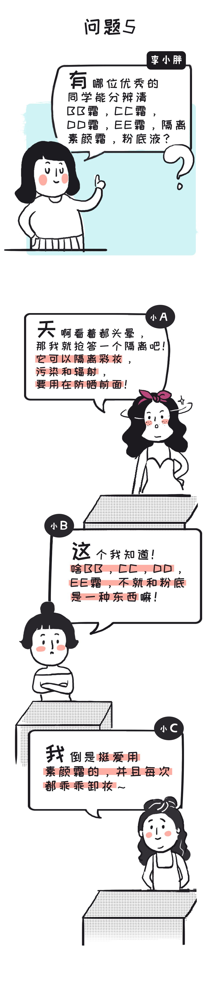 问题5
李小胖
有哪位优秀的
同学能分辨清
BB霜，CC霜，
DD霜，EE霜，隔离
素颜霜，粉底液？
小A
天啊看着都头晕，
那我就抢答一个隔离吧！
它可以隔离彩妆，
污染和辐射，
要用在防晒前面！
小B
这个我知道！
啥BB，CC，DD，
EE霜，不就和粉底
是一种东西嘛！
小C
我倒是挺爱用
素颜霜的，并且每次
都乖乖卸妆~